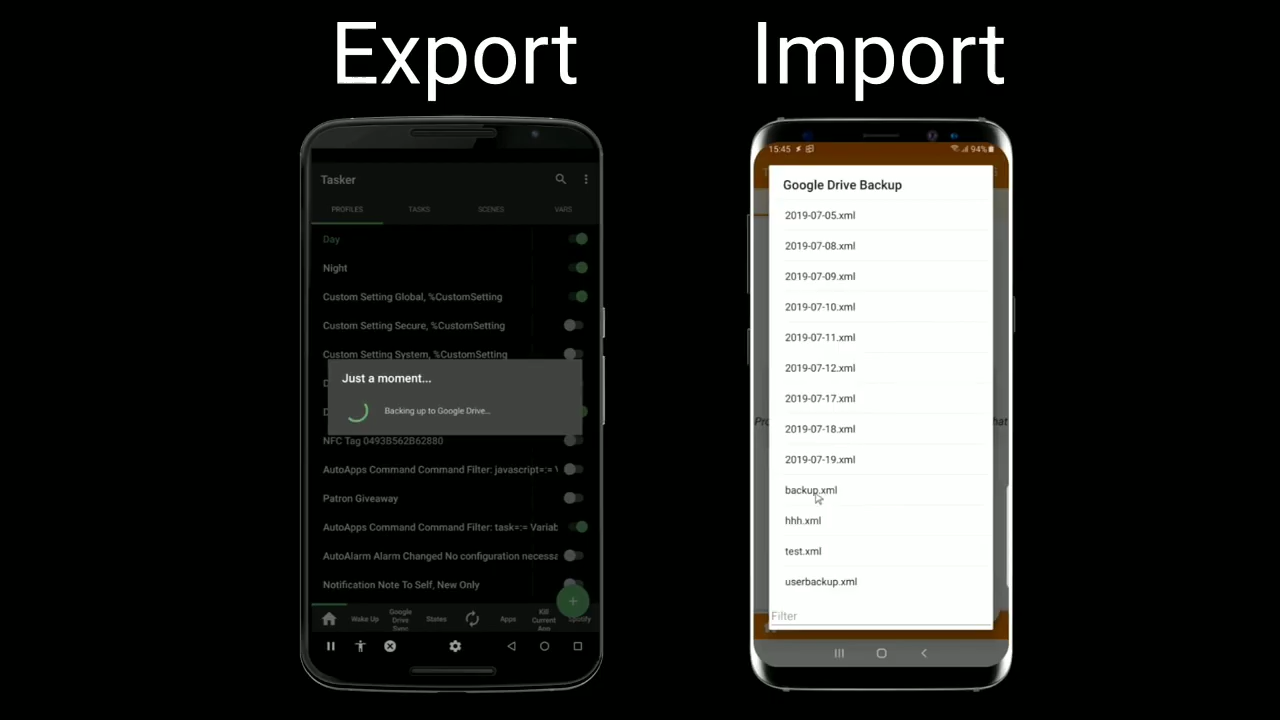 Export
Import
Tasker
PROFILES TASKS SCENES VARS
Day
Night
Custom Setting Global, %CustomSetting
Custom Setting Secure, %CustomSetting
Custom Setting System, %CustomSetting
Just a moment...
Backing up to Google Drive...
NFC Tag 0493B562B62880
AutoApps Command Command Filter: javascript=:=
Patron Giveaway
AutoApps Command Command Filter: task=:= Variab
AutoAlarm Alarm Changed No configuration necessa
Notification Note To Self, New Only
Wake Up
Google
Drive
Sync
States
Apps
Kill
Current
App
Spotify
15:45
94%
Google Drive Backup
2019-07-05.xml
2019-07-08.xml
2019-07-09.xml
2019-07-10.xml
2019-07-11.xml
2019-07-12.xml
2019-07-17.xml
2019-07-18.xml
2019-07-19.xml
backup.xml
hhh.xml
test.xml
userbackup.xml
Filter